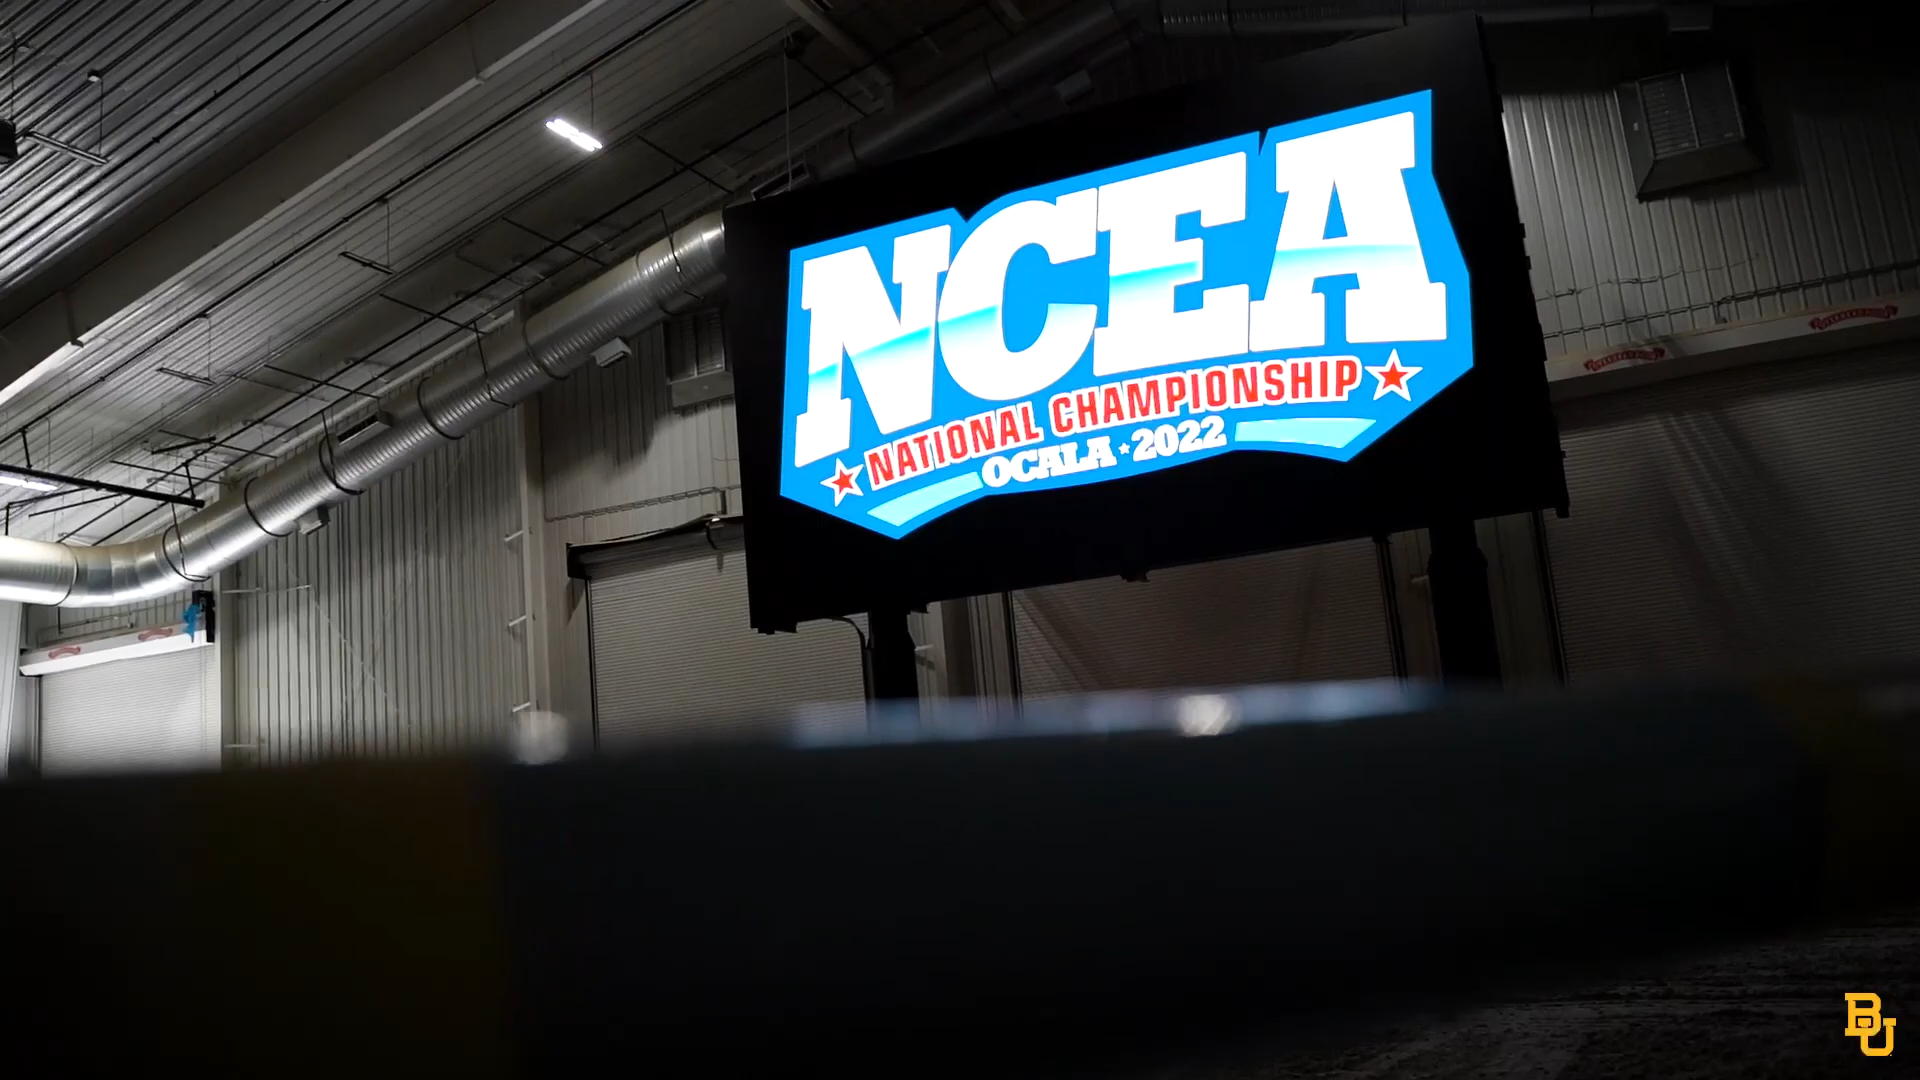 NCEA
NATIONAL CHAMPIONSHIP
OCALA ★ 2022
BU